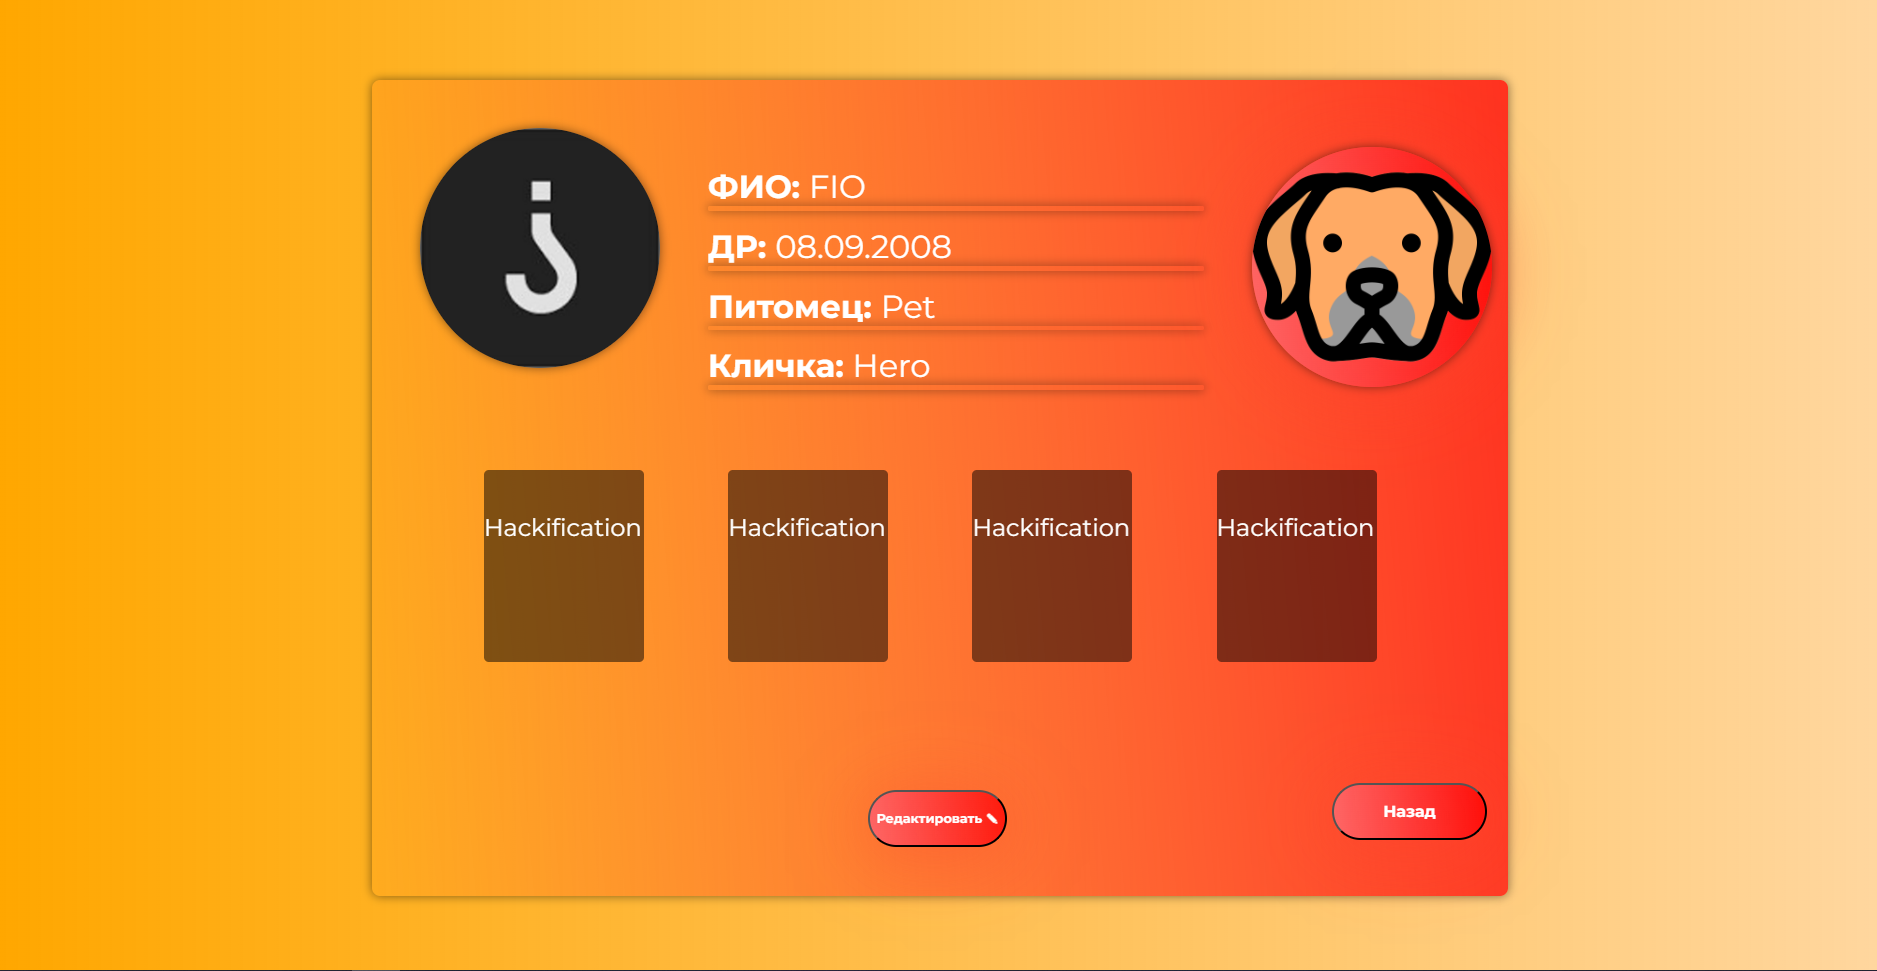 ФИО: FIO
ДР: 08.09.2008
Питомец: Pet
Кличка: Hero
Hackification
Hackification
Hackification
Hackification
Редактировать
Назад